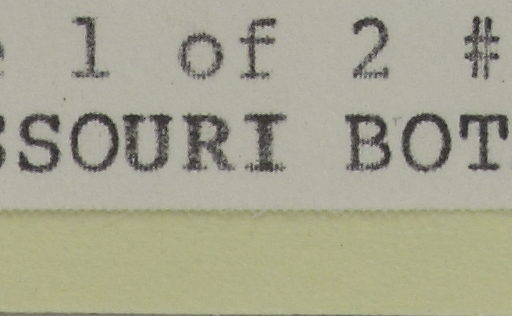 1 of 2 #
SSOURI BOT